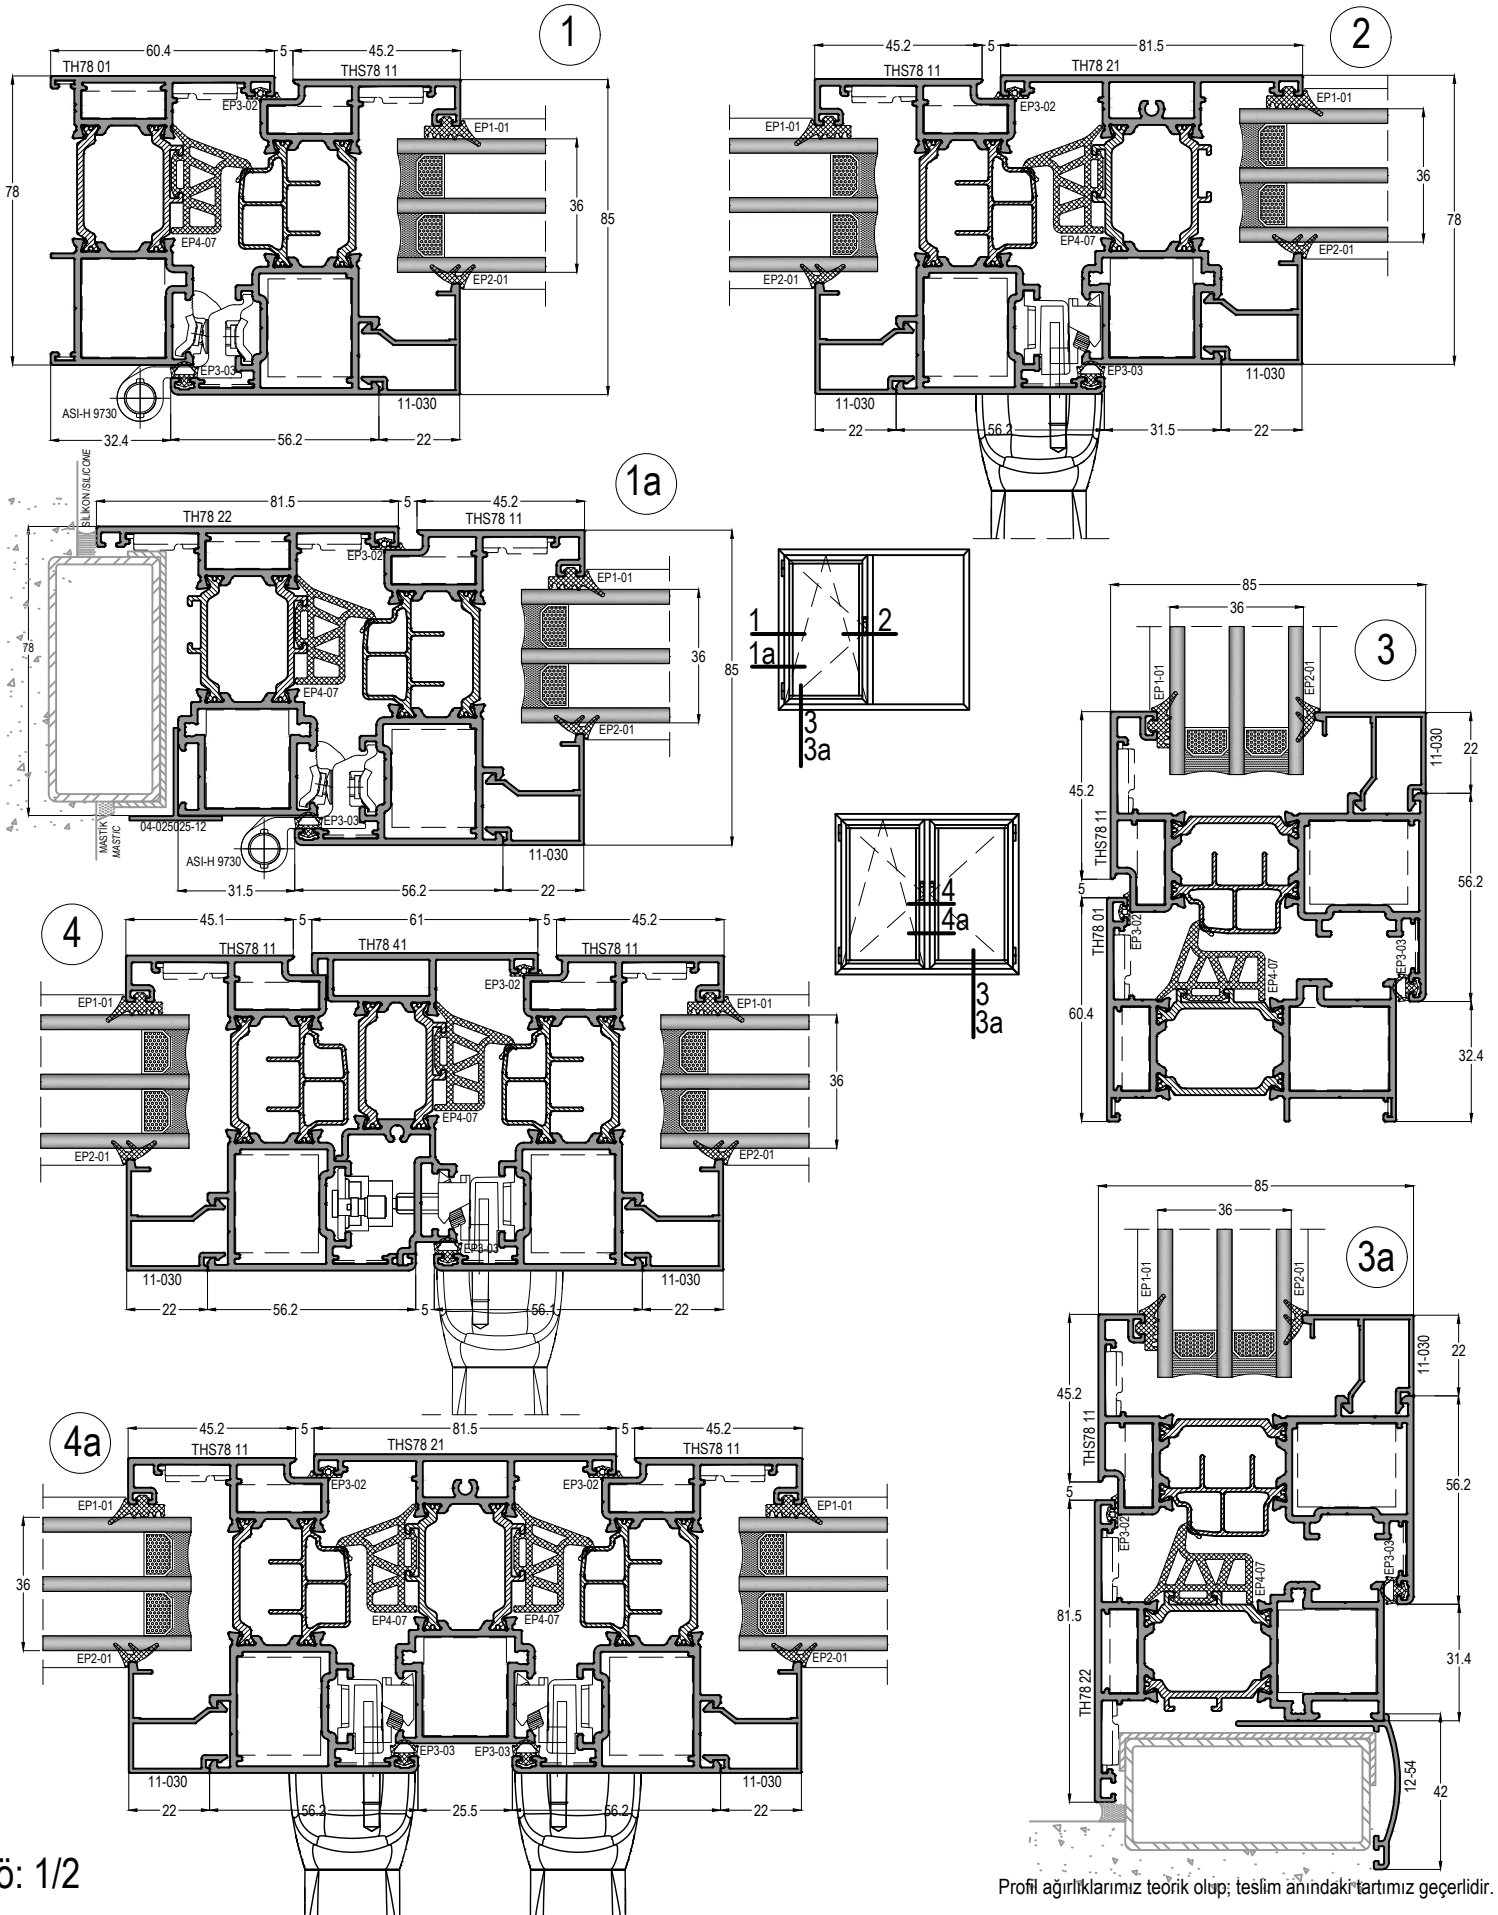 1
60.4
5
45.2
TH78 01
THS78 11
EP3-02
EP1-01
78
36
85
EP4-07
EP2-01
EP3-03
ASI-H 9730
11-030
32.4
56.2
22
2
45.2
5
81.5
THS78 11
TH78 21
EP3-02
EP1-01
EP1-01
36
78
EP4-07
EP2-01
EP2-01
EP3-03
11-030
11-030
22
56.2
31.5
22
1a
SİLİKON/SILICONE
81.5
5
45.2
TH78 22
THS78 11
EP3-02
EP1-01
78
36
85
EP4-07
EP2-01
EP3-03
04-025025-12
MASTİK
MASTIC
ASI-H 9730
11-030
31.5
56.2
22
1
2
1a
3
3a
4
4a
3
3a
3
85
36
EP1-01
EP2-01
11-030
22
45.2
THS78 11
56.2
5
TH78 01
EP3-02
EP3-03
EP4-07
60.4
32.4
4
45.1
5
61
5
45.2
THS78 11
TH78 41
THS78 11
EP3-02
EP1-01
EP1-01
36
EP4-07
EP2-01
EP2-01
EP3-03
11-030
11-030
22
56.2
5
56.1
22
3a
85
36
EP1-01
EP2-01
11-030
22
45.2
THS78 11
56.2
5
EP3-02
EP3-03
EP4-07
81.5
31.4
TH78 22
12-54
42
4a
45.2
5
81.5
5
45.2
THS78 11
THS78 21
THS78 11
EP3-02
EP3-02
EP1-01
EP1-01
36
EP4-07
EP4-07
EP2-01
EP2-01
EP3-03
EP3-03
11-030
11-030
22
56.2
25.5
56.2
22
ö: 1/2
Profil ağırlıklarımız teorik olup; teslim anındaki tartımız geçerlidir.